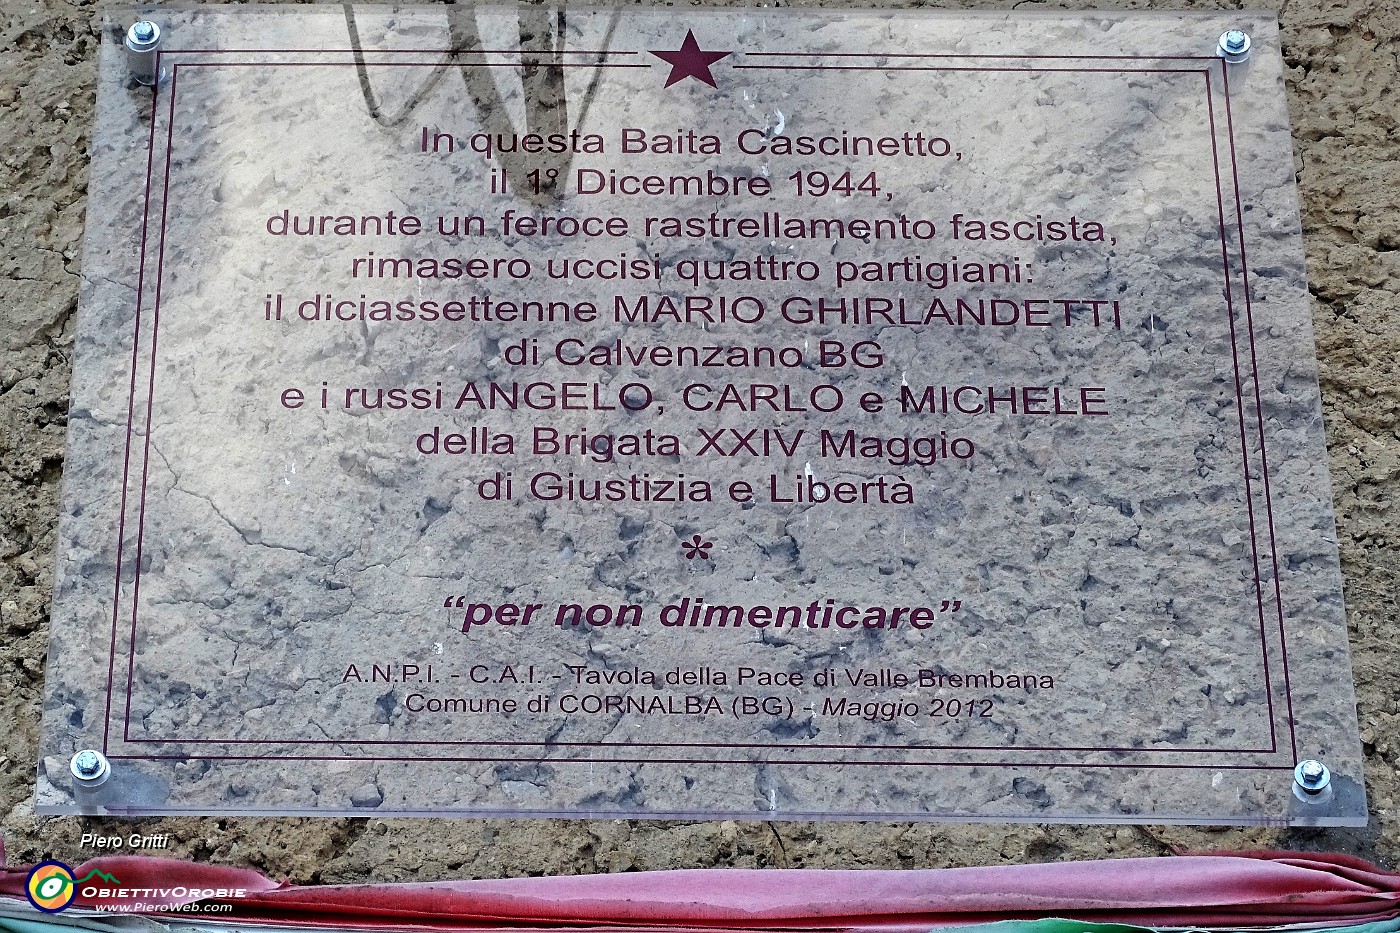 In questa Baita Cascinetto,
il 1° Dicembre 1944,
durante un feroce rastrellamento fascista,
rimasero uccisi quattro partigiani:
il diciassettenne MARIO GHIRLANDETTI
di Calvenzano BG
e i russi ANGELO, CARLO e MICHELE
della Brigata XXIV Maggio
di Giustizia e Libertà
*
“per non dimenticare”
A.N.P.I. - C.A.I. - Tavola della Pace di Valle Brembana
Comune di CORNALBA (BG) - Maggio 2012
Piero Gritti
OBIETTIVOROBIE
www.PieroWeb.com